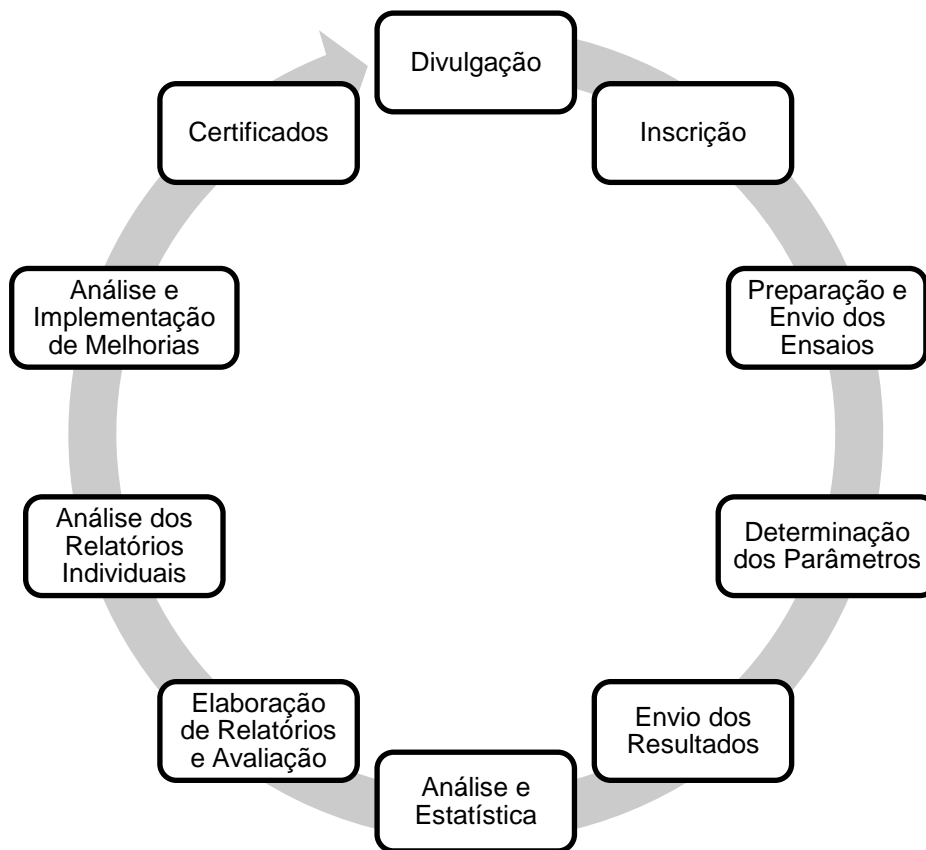 Divulgação
Inscrição
Preparação e
Envio dos
Ensaios
Determinação
dos Parâmetros
Envio dos
Resultados
Análise e
Estatística
Elaboração
de Relatórios
e Avaliação
Análise dos
Relatórios
Individuais
Análise e
Implementação
de Melhorias
Certificados